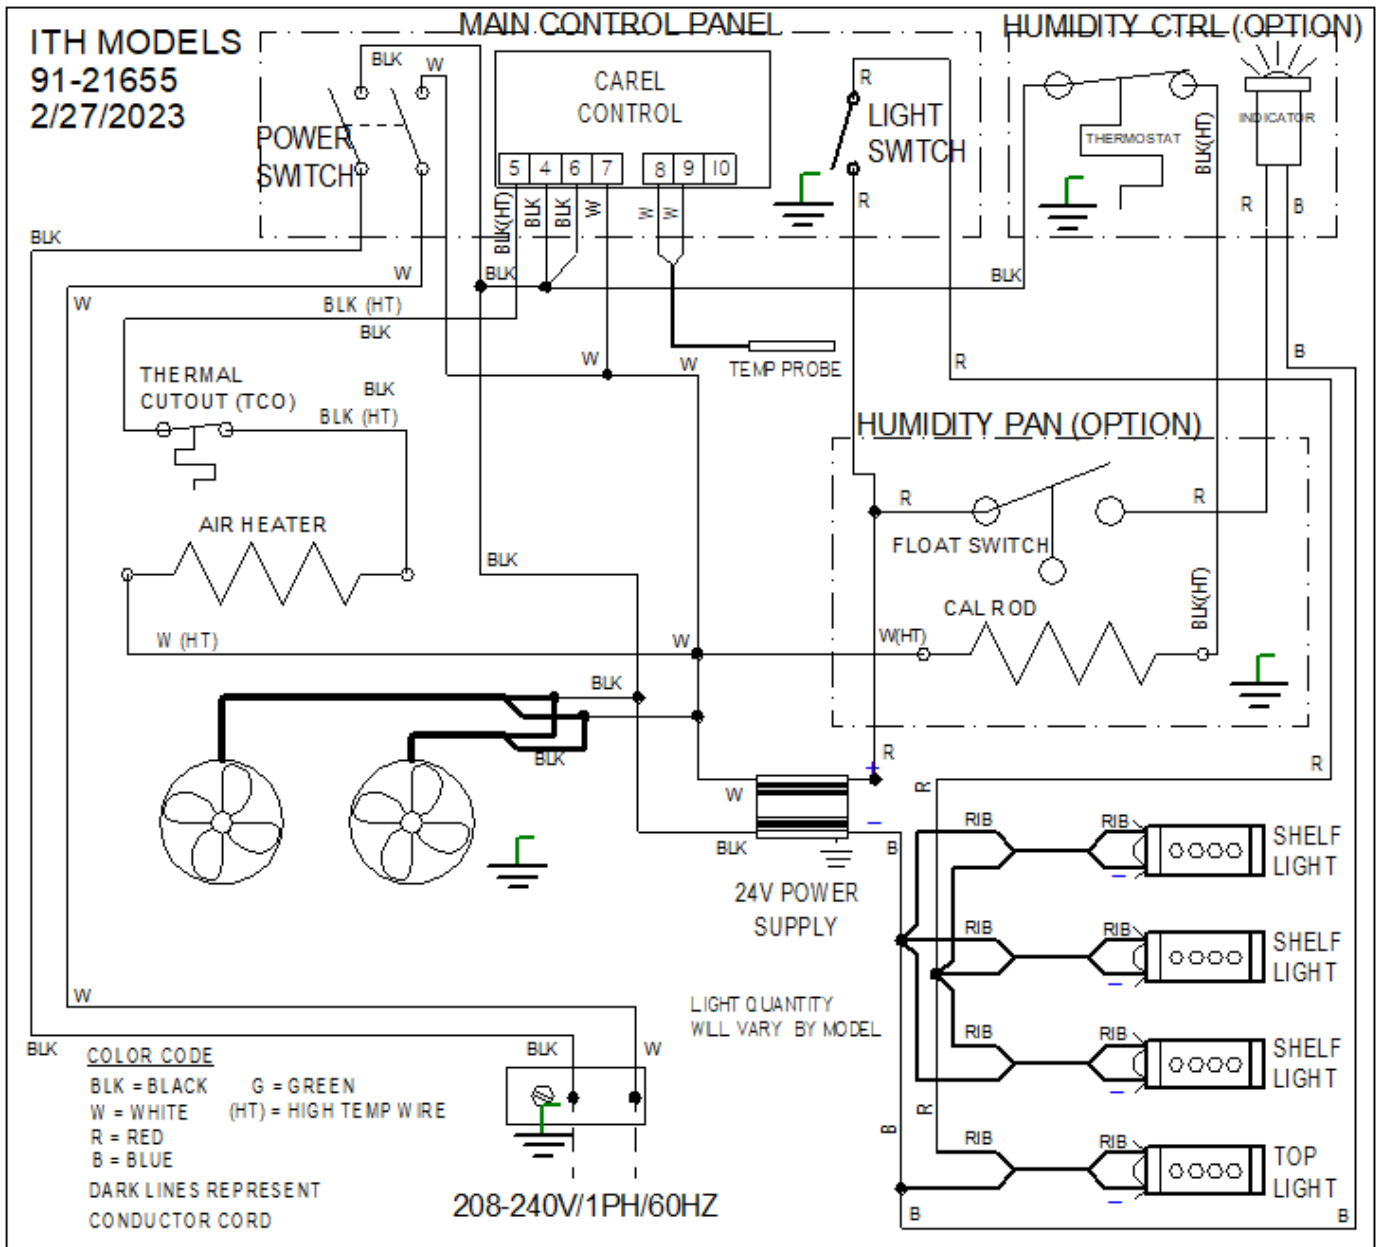 MAIN CONTROL PANEL
HUMIDITY CTRL (OPTION)
ITH MODELS
91-21655
2/27/2023
BLK
W
CAREL
CONTROL
R
LIGHT
SWITCH
R
POWER
SWITCH
5 4 6 7 8 9 10
BLK(HT)
BLK
BLK
W
W
W
THERMOSTAT
BLK(HT)
INDICATOR
R
B
BLK
W
W
BLK
BLK
BLK (HT)
BLK
W
W
TEMP PROBE
R
B
THERMAL
CUTOUT (TCO)
BLK
BLK (HT)
HUMIDITY PAN (OPTION)
R
R
FLOAT SWITCH
AIR HEATER
BLK
CAL ROD
BLK(HT)
W (HT)
W
W(HT)
BLK
BLK
R
+
R
W
R
–
BLK
B
24V POWER
SUPPLY
RIB
RIB
–
SHELF
LIGHT
RIB
RIB
–
SHELF
LIGHT
RIB
RIB
–
SHELF
LIGHT
R
B
RIB
RIB
–
TOP
LIGHT
B
B
LIGHT QUANTITY
WILL VARY BY MODEL
W
BLK
BLK
W
COLOR CODE
BLK = BLACK G = GREEN
W = WHITE (HT) = HIGH TEMP WIRE
R = RED
B = BLUE
DARK LINES REPRESENT
CONDUCTOR CORD
208-240V/1PH/60HZ